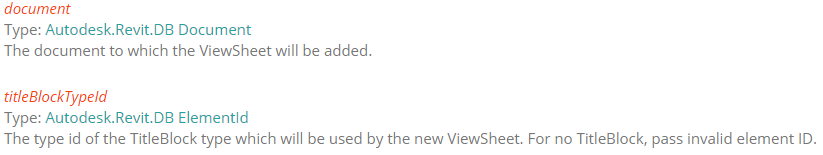 document
Type: Autodesk.Revit.DB Document
The document to which the ViewSheet will be added.
titleBlockTypeId
Type: Autodesk.Revit.DB ElementId
The type id of the TitleBlock type which will be used by the new ViewSheet. For no TitleBlock, pass invalid element ID.